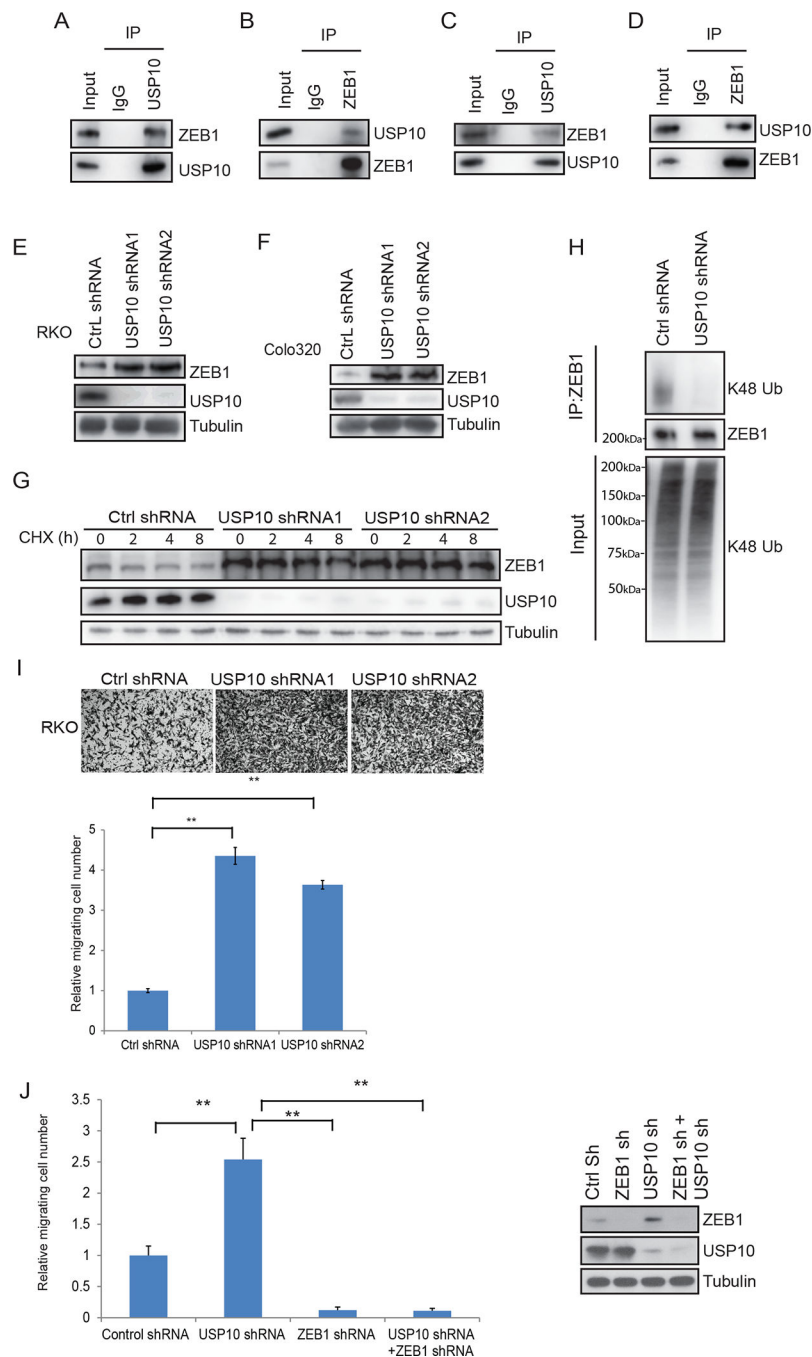 A
IP
Input
IgG
USP10
ZEB1
USP10
B
IP
Input
IgG
ZEB1
USP10
ZEB1
C
IP
Input
IgG
USP10
ZEB1
USP10
D
IP
Input
IgG
ZEB1
USP10
ZEB1
E
RKO
CtrL shRNA
USP10 shRNA1
USP10 shRNA2
ZEB1
USP10
Tubulin
F
Colo320
CtrL shRNA
USP10 shRNA1
USP10 shRNA2
ZEB1
USP10
Tubulin
H
Ctrl shRNA
USP10 shRNA
IP:ZEB1
K48 Ub
ZEB1
200kDa
Input
200kDa
150kDa
100kDa
75kDa
50kDa
K48 Ub
G
Ctrl shRNA USP10 shRNA1 USP10 shRNA2
CHX (h) 0 2 4 8 0 2 4 8 0 2 4 8
ZEB1
USP10
Tubulin
I
Ctrl shRNA USP10 shRNA1 USP10 shRNA2
RKO
**
**
Relative migrating cell number
5
4
3
2
1
0
Ctrl shRNA USP10 shRNA1 USP10 shRNA2
J
**
**
**
Relative migrating cell number
3.5
3
2.5
2
1.5
1
0.5
0
Control shRNA USP10 shRNA ZEB1 shRNA USP10 shRNA
+ZEB1 shRNA
Ctrl Sh
ZEB1 sh
USP10 sh
ZEB1 sh +
USP10 sh
ZEB1
USP10
Tubulin